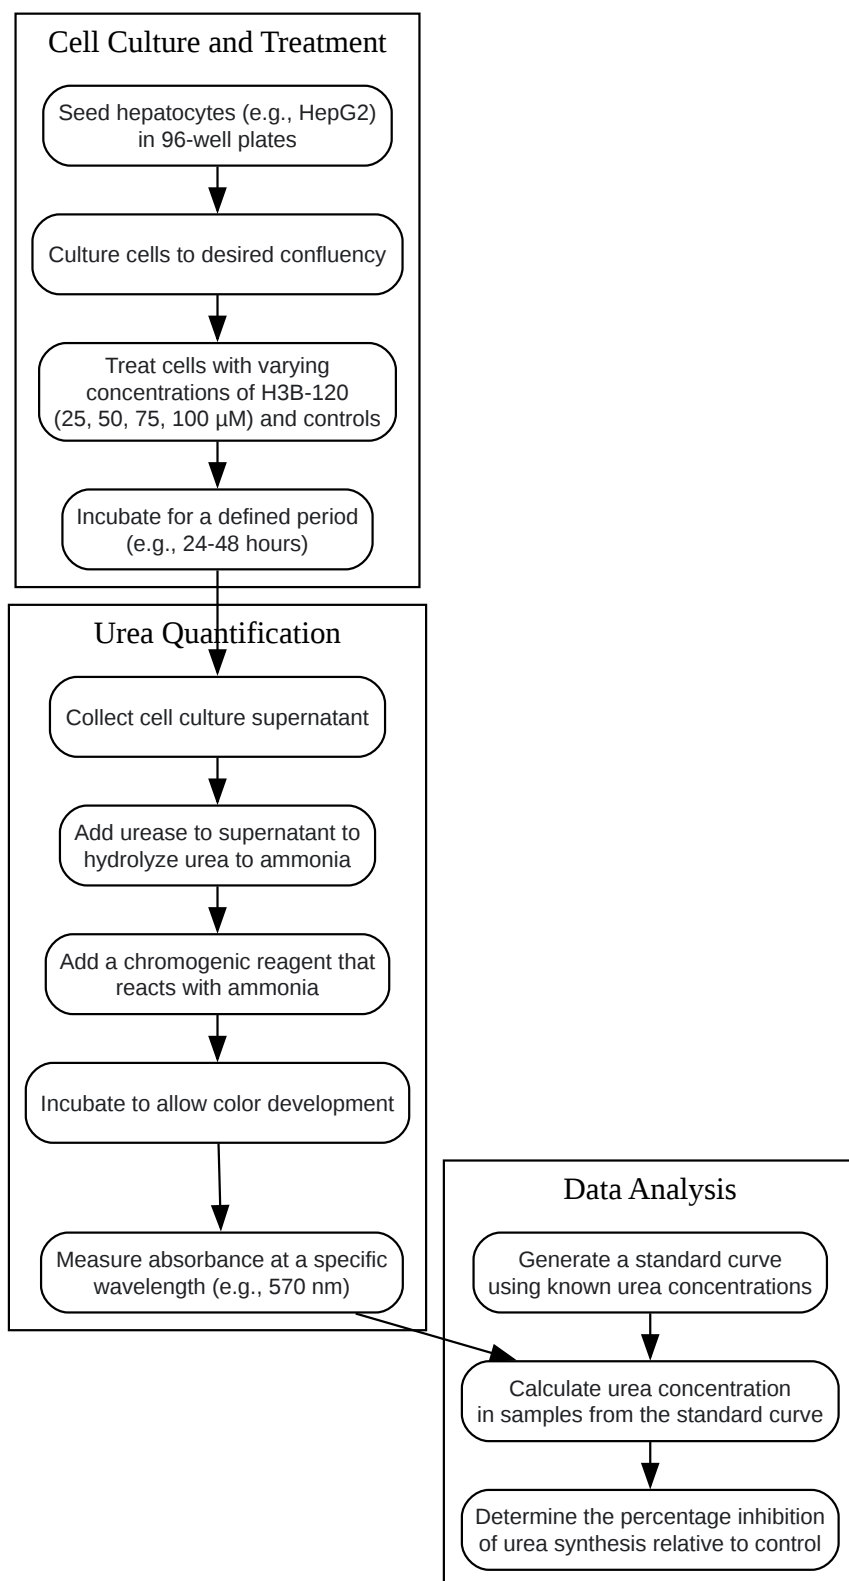 Cell Culture and Treatment
Seed hepatocytes (e.g., HepG2)
in 96-well plates
Culture cells to desired confluency
Treat cells with varying
concentrations of H3B-120
(25, 50, 75, 100 µM) and controls
Incubate for a defined period
(e.g., 24-48 hours)
Urea Quantification
Collect cell culture supernatant
Add urease to supernatant to
hydrolyze urea to ammonia
Add a chromogenic reagent that
reacts with ammonia
Incubate to allow color development
Measure absorbance at a specific
wavelength (e.g., 570 nm)
Data Analysis
Generate a standard curve
using known urea concentrations
Calculate urea concentration
in samples from the standard curve
Determine the percentage inhibition
of urea synthesis relative to control